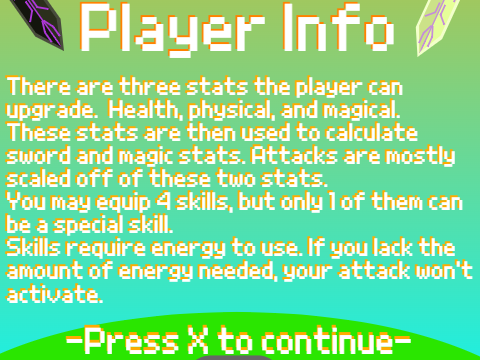 Player Info
There are three stats the player can
upgrade.  Health, physical, and magical.
These stats are then used to calculate
sword and magic stats. Attacks are mostly
scaled off of these two stats.
You may equip 4 skills, but only 1 of them can
be a special skill.
Skills require energy to use. If you lack the
amount of energy needed, your attack won't
activate.
-Press X to continue-